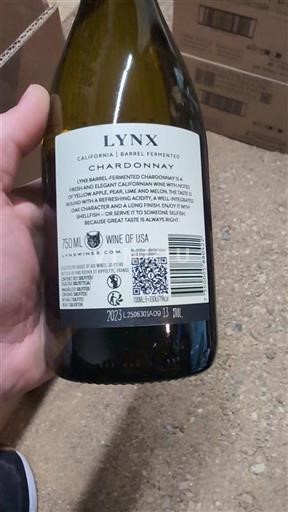 LYNX
CALIFORNIA | BARREL FERMENTED
CHARDONNAY
LYNX BARREL-FERMENTED CHARDONNAY IS A
FRESH AND ELEGANT CALIFORNIAN WINE WITH NOTES
OF YELLOW APPLE, PEAR, LIME AND MELON. THE TASTE IS
ROUND WITH A REFRESHING ACIDITY, A WELL-INTEGRATED
OAK CHARACTER AND A LONG FINISH. ENJOY IT WITH
SHELLFISH – OR SERVE IT TO SOMEONE SELFISH,
BECAUSE GREAT TASTE IS ALWAYS RIGHT.
750 ML WINE OF USA
LYNXWINES.COM
2023 L2506301A09 13 %VOL.